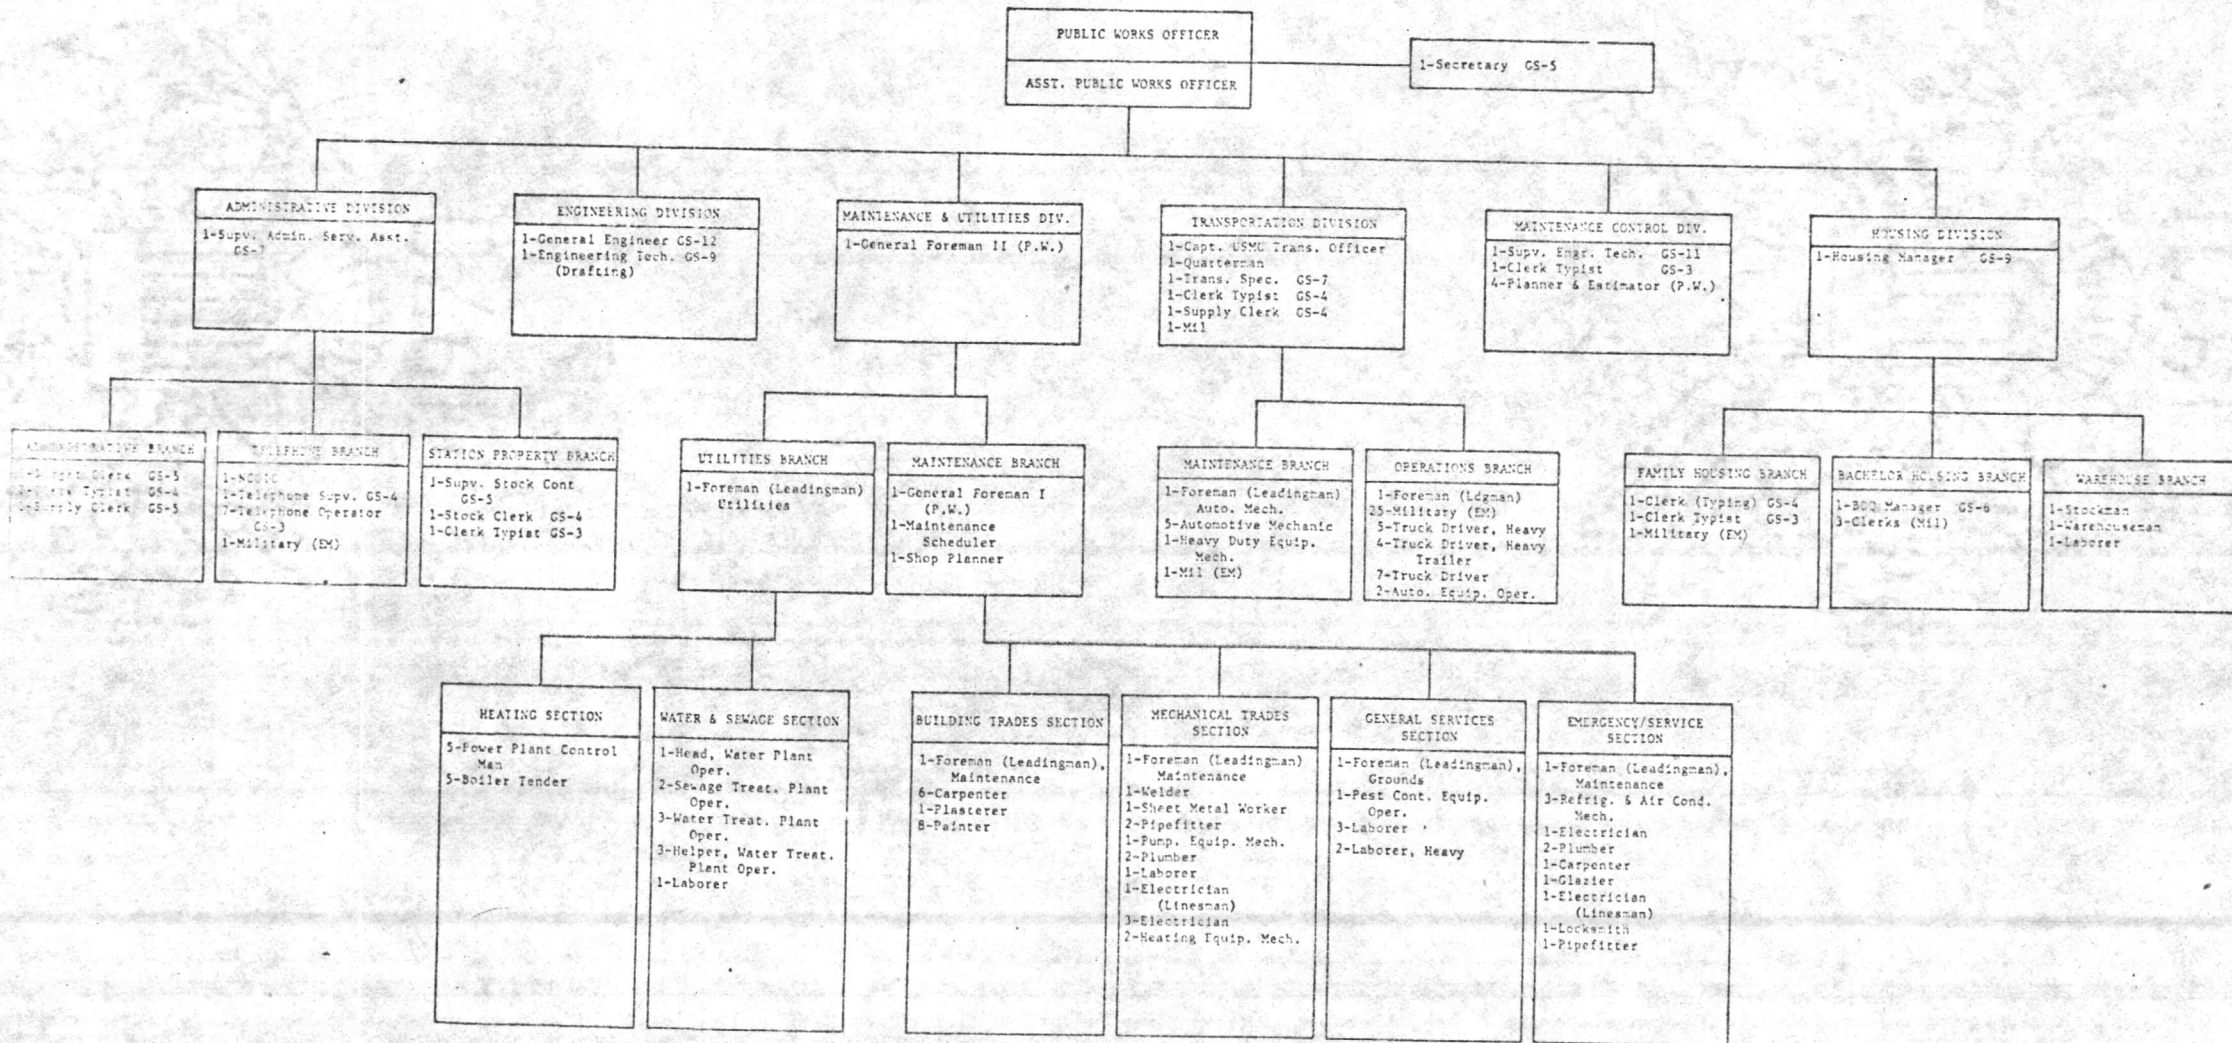 PUBLIC WORKS OFFICER
ASST. PUBLIC WORKS OFFICER
1-Secretary GS-5
ADMINISTRATIVE DIVISION
1-Supv. Admin. Serv. Asst.
GS-7
ENGINEERING DIVISION
1-General Engineer GS-12
1-Engineering Tech. GS-9
(Drafting)
MAINTENANCE & UTILITIES DIV.
1-General Foreman II (P.W.)
TRANSPORTATION DIVISION
1-Capt. USMC Trans. Officer
1-Quarterman
1-Trans. Spec. GS-7
1-Clerk Typist GS-4
1-Supply Clerk GS-4
1-Mil
MAINTENANCE CONTROL DIV.
1-Supv. Engr. Tech. GS-11
1-Clerk Typist GS-3
4-Planner & Estimator (P.W.)
HOUSING DIVISION
1-Housing Manager GS-9
ADMINISTRATIVE BRANCH
Clerk GS-5
Typist GS-4
Supply Clerk GS-5
TELEPHONE BRANCH
1-NCOIC
1-Telephone Supv. GS-4
7-Telephone Operator
GS-3
1-Military (EM)
STATION PROPERTY BRANCH
1-Supv. Stock Cont
GS-5
1-Stock Clerk GS-4
1-Clerk Typist GS-3
UTILITIES BRANCH
1-Foreman (Leadingman)
Utilities
MAINTENANCE BRANCH
1-General Foreman I
(P.W.)
1-Maintenance
Scheduler
1-Shop Planner
MAINTENANCE BRANCH
1-Foreman (Leadingman)
Auto. Mech.
5-Automotive Mechanic
1-Heavy Duty Equip.
Mech.
1-Mil (EM)
OPERATIONS BRANCH
1-Foreman (Ldgman)
25-Military (EM)
5-Truck Driver, Heavy
4-Truck Driver, Heavy
Trailer
7-Truck Driver
2-Auto. Equip. Oper.
FAMILY HOUSING BRANCH
1-Clerk (Typing) GS-4
1-Clerk Typist GS-3
1-Military (EM)
BACHELOR HOUSING BRANCH
1-BOQ Manager GS-6
3-Clerks (Mil)
WAREHOUSE BRANCH
1-Stockman
1-Warehouseman
1-Laborer
HEATING SECTION
5-Power Plant Control
Man
5-Boiler Tender
WATER & SEWAGE SECTION
1-Head, Water Plant
Oper.
2-Sewage Treat. Plant
Oper.
3-Water Treat. Plant
Oper.
3-Helper, Water Treat.
Plant Oper.
1-Laborer
BUILDING TRADES SECTION
1-Foreman (Leadingman),
Maintenance
6-Carpenter
1-Plasterer
8-Painter
MECHANICAL TRADES
SECTION
1-Foreman (Leadingman)
Maintenance
1-Welder
1-Sheet Metal Worker
2-Pipefitter
1-Pump. Equip. Mech.
2-Plumber
1-Laborer
1-Electrician
(Linesman)
3-Electrician
2-Heating Equip. Mech.
GENERAL SERVICES
SECTION
1-Foreman (Leadingman),
Grounds
1-Pest Cont. Equip.
Oper.
3-Laborer
2-Laborer, Heavy
EMERGENCY/SERVICE
SECTION
1-Foreman (Leadingman),
Maintenance
3-Refrig. & Air Cond.
Mech.
1-Electrician
2-Plumber
1-Carpenter
1-Glazier
1-Electrician
(Linesman)
1-Locksmith
1-Pipefitter